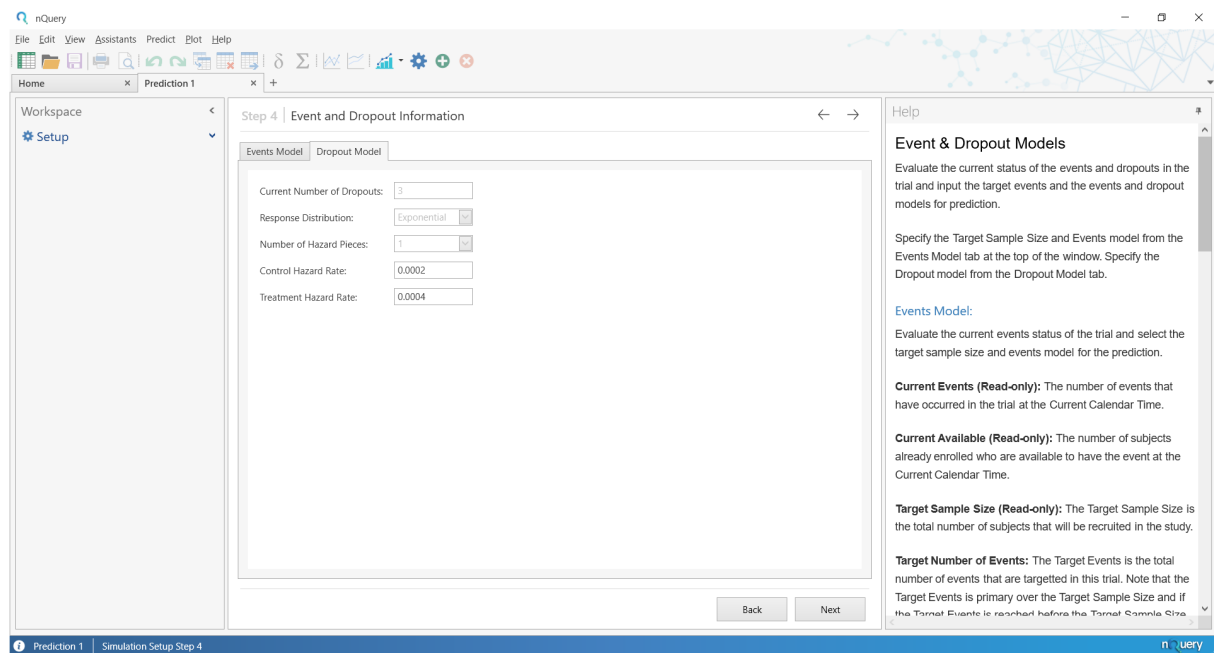 nQuery
File Edit View Assistants Predict Plot Help
Home × Prediction 1 × +
Workspace
Setup
Step 4 | Event and Dropout Information
Events Model Dropout Model
Current Number of Dropouts: 3
Response Distribution: Exponential
Number of Hazard Pieces: 1
Control Hazard Rate: 0.0002
Treatment Hazard Rate: 0.0004
Back Next
Help
Event & Dropout Models
Evaluate the current status of the events and dropouts in the
trial and input the target events and the events and dropout
models for prediction.
Specify the Target Sample Size and Events model from the
Events Model tab at the top of the window. Specify the
Dropout model from the Dropout Model tab.
Events Model:
Evaluate the current events status of the trial and select the
target sample size and events model for the prediction.
Current Events (Read-only): The number of events that
have occurred in the trial at the Current Calendar Time.
Current Available (Read-only): The number of subjects
already enrolled who are available to have the event at the
Current Calendar Time.
Target Sample Size (Read-only): The Target Sample Size is
the total number of subjects that will be recruited in the study.
Target Number of Events: The Target Events is the total
number of events that are targetted in this trial. Note that the
Target Events is primary over the Target Sample Size and if
the Target Events is reached before the Target Sample Size
Prediction 1 | Simulation Setup Step 4
nQuery